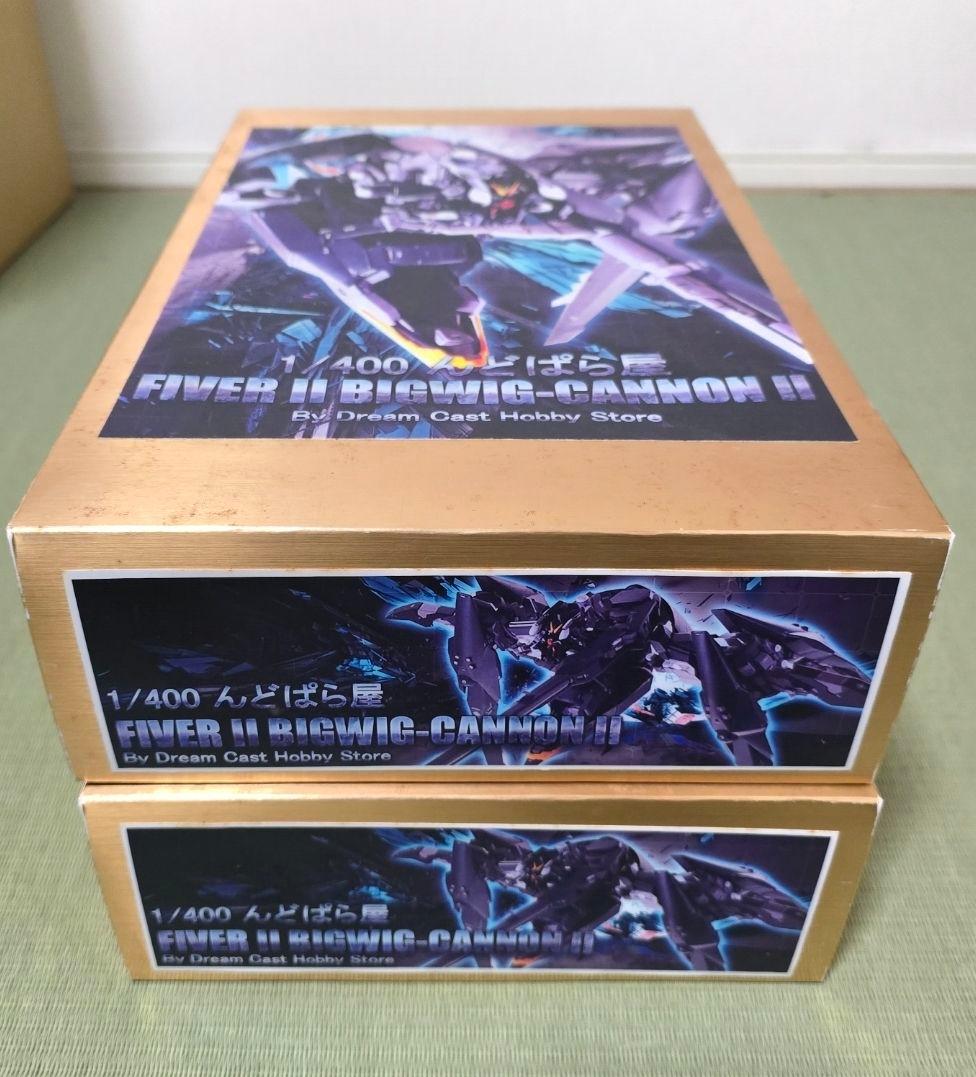 1/400 んどぱら屋
FIVER II BIGWIG-CANNON II
By Dream Cast Hobby Store
1/400 んどぱら屋
FIVER II BIGWIG-CANNON II
By Dream Cast Hobby Store
1/400 んどぱら屋
FIVER II BIGWIG-CANNON II
By Dream Cast Hobby Store